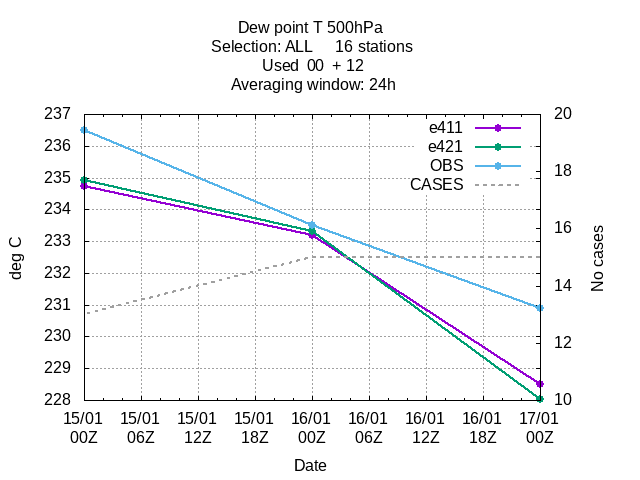 Dew point T 500hPa
Selection: ALL     16 stations
Used  00  + 12
Averaging window: 24h
237
236
235
234
233
232
231
230
229
228
deg C
20
18
16
14
12
10
No cases
e411
e421
OBS
CASES
15/01 15/01 15/01 15/01 16/01 16/01 16/01 16/01 17/01
00Z 06Z 12Z 18Z 00Z 06Z 12Z 18Z 00Z
Date